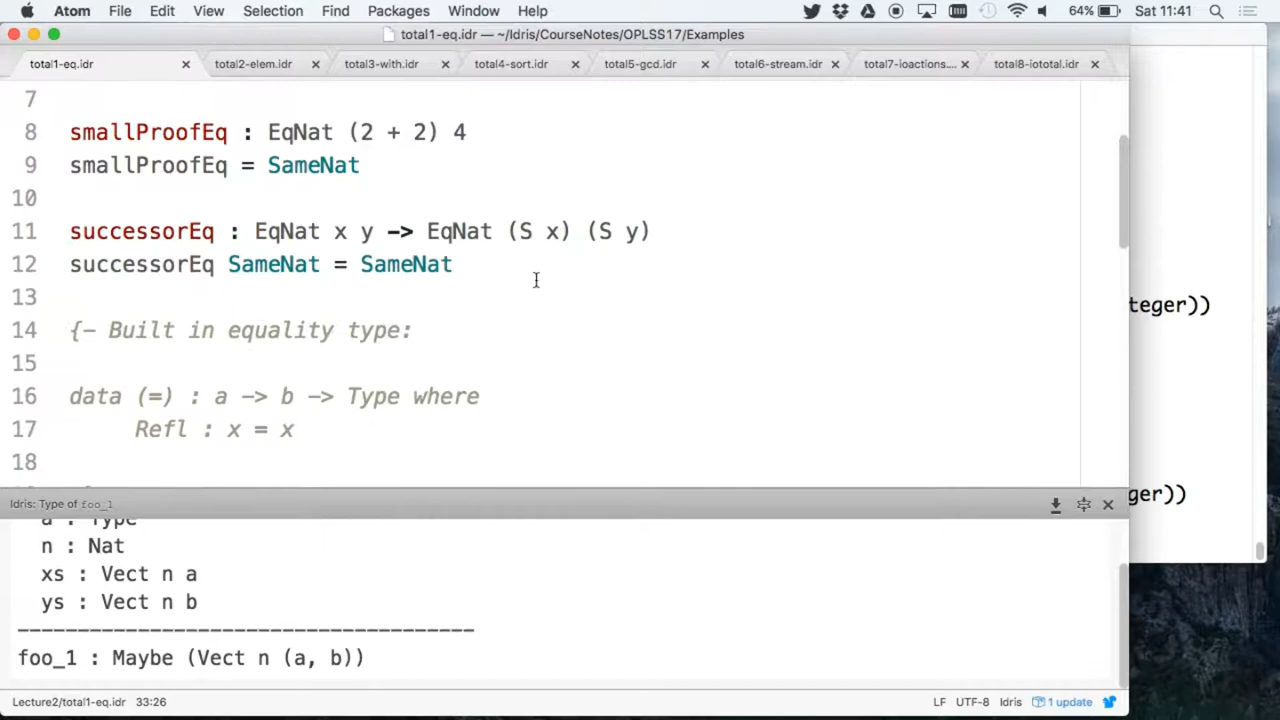 Atom File Edit View Selection Find Packages Window Help 64% Sat 11:41
total1-eq.idr — ~/Idris/CourseNotes/OPLSS17/Examples
total1-eq.idr total2-elem.idr total3-with.idr total4-sort.idr total5-gcd.idr total6-stream.idr total7-ioactions.... total8-iototal.idr
7
8 smallProofEq : EqNat (2 + 2) 4
9 smallProofEq = SameNat
10
11 successorEq : EqNat x y -> EqNat (S x) (S y)
12 successorEq SameNat = SameNat
13
teger))
14 {- Built in equality type:
15
16 data (=) : a -> b -> Type where
17 Refl : x = x
18
ger))
Idris: Type of foo_1
a : Type
n : Nat
xs : Vect n a
ys : Vect n b
--------------------------------------
foo_1 : Maybe (Vect n (a, b))
Lecture2/total1-eq.idr 33:26 LF UTF-8 Idris 1 update